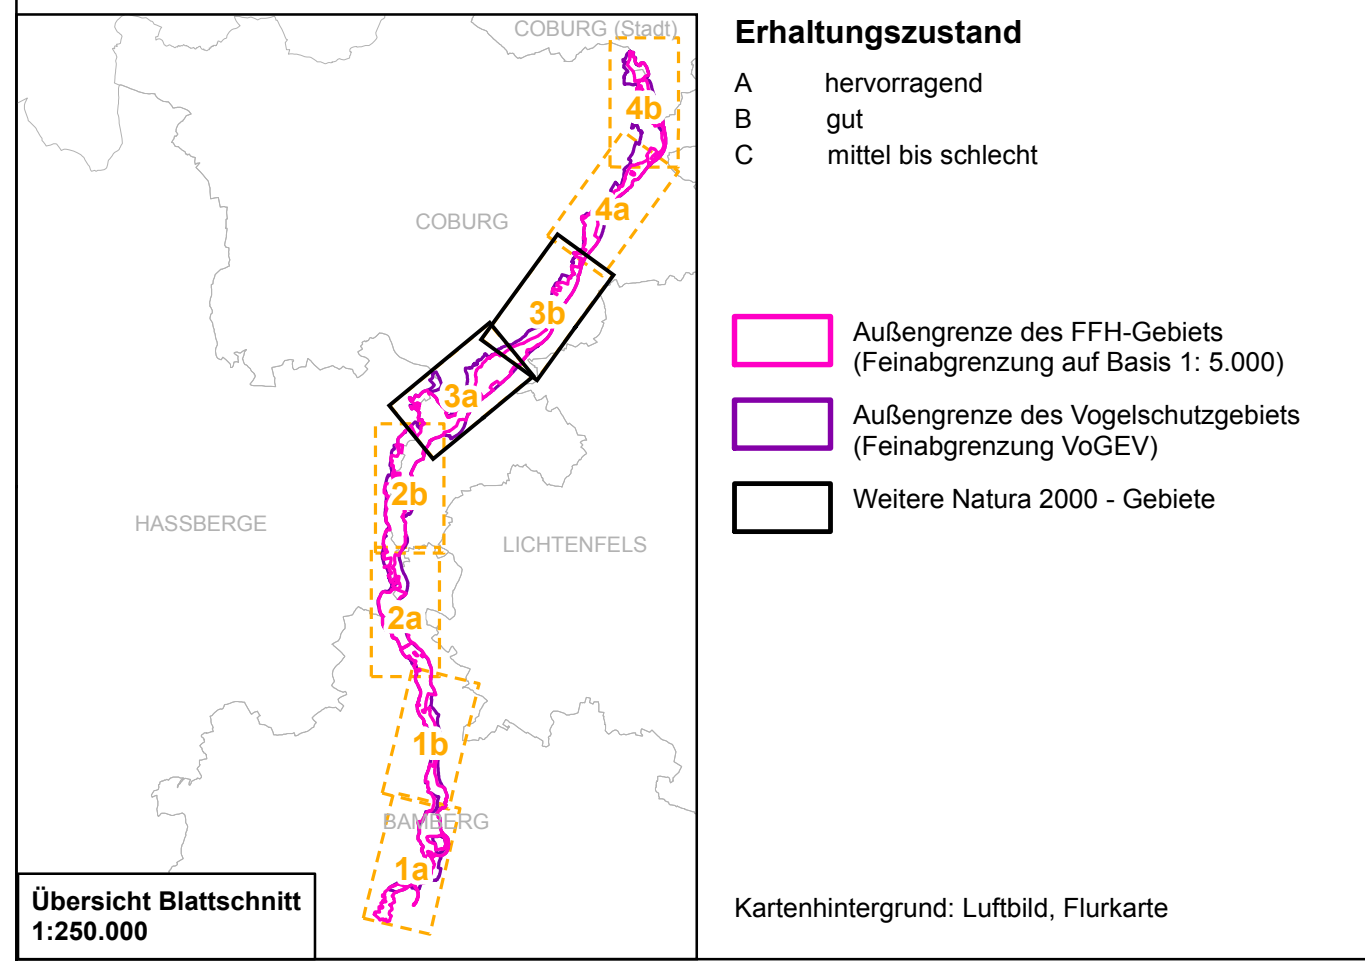 COBURG (Stadt)
4b
4a
COBURG
3b
3a
2b
HASSBERGE
LICHTENFELS
2a
1b
BAMBERG
1a
Übersicht Blattschnitt
1:250.000
Erhaltungszustand
A hervorragend
B gut
C mittel bis schlecht
Außengrenze des FFH-Gebiets
(Feinabgrenzung auf Basis 1: 5.000)
Außengrenze des Vogelschutzgebiets
(Feinabgrenzung VoGEV)
Weitere Natura 2000 - Gebiete
Kartenhintergrund: Luftbild, Flurkarte